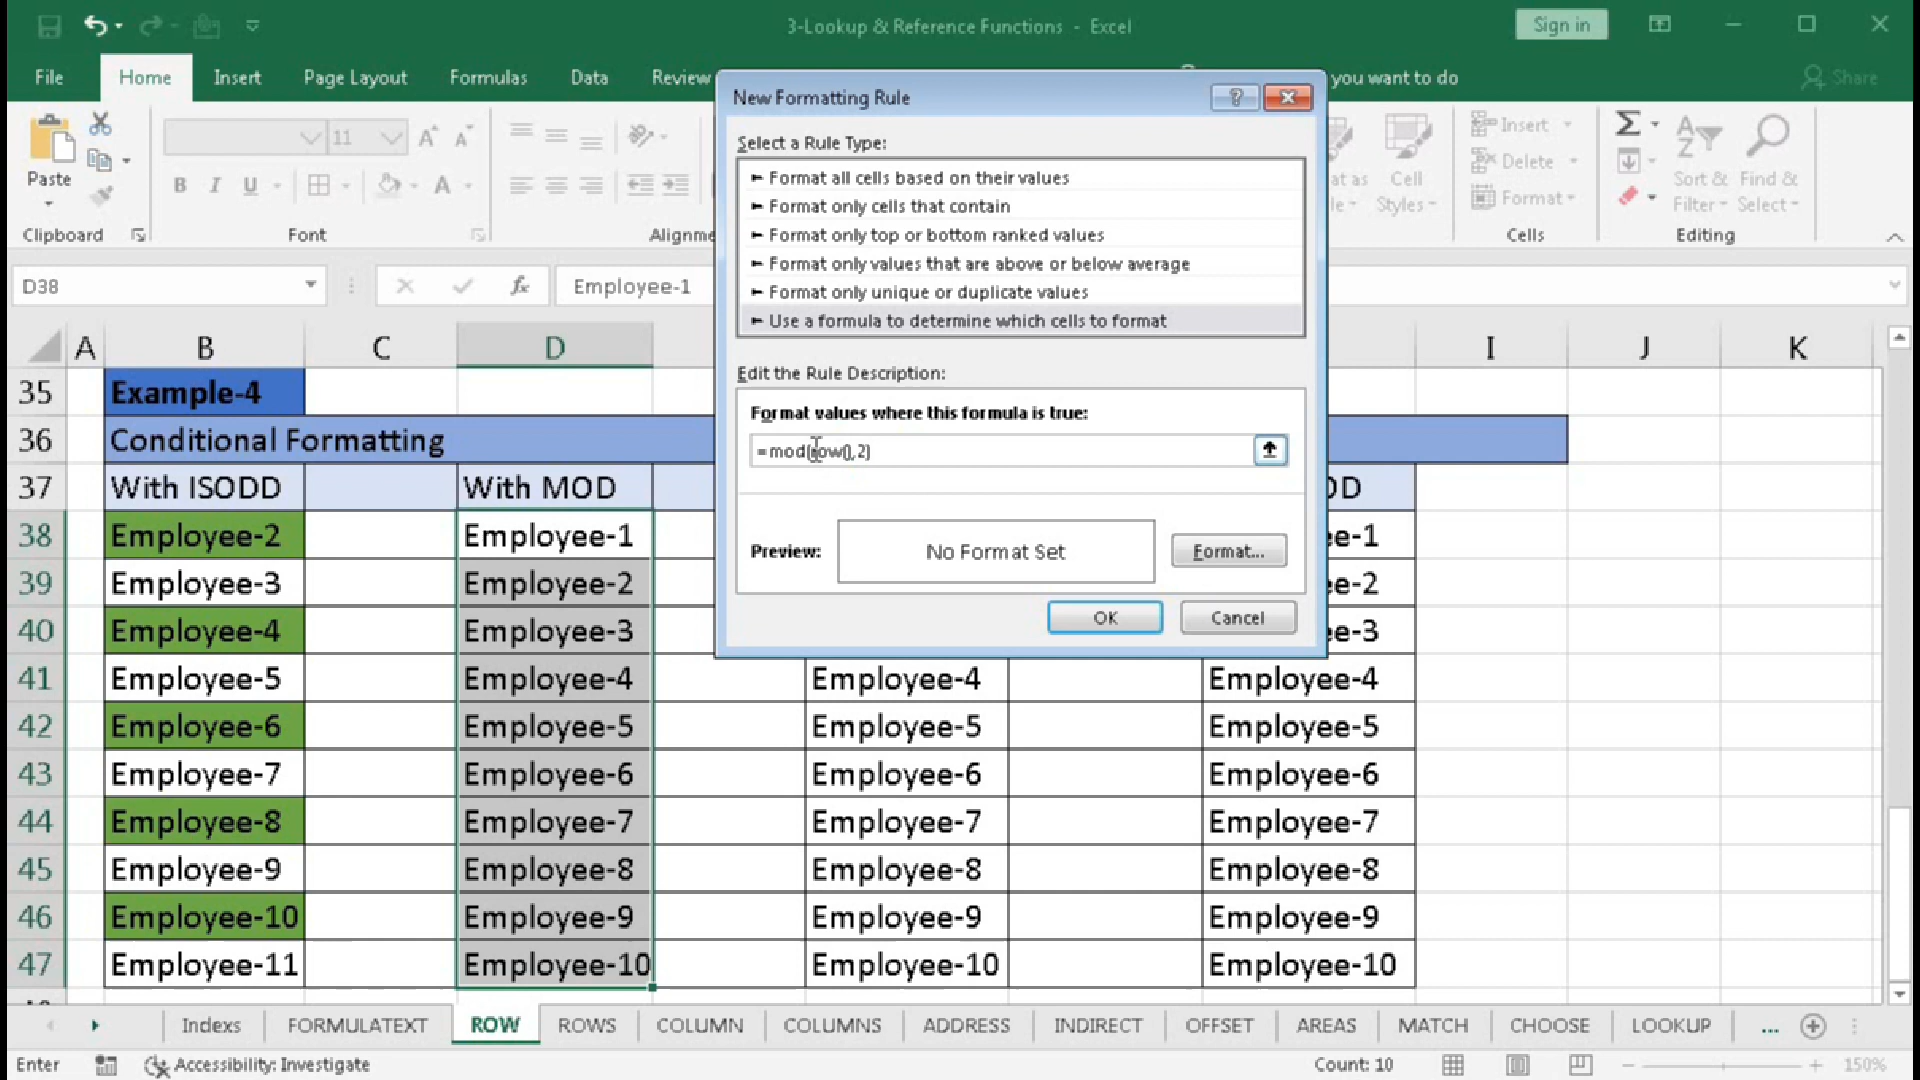 3-Lookup & Reference Functions - Excel
Sign in
File Home Insert Page Layout Formulas Data Review you want to do Share
Paste
11
B I U
Clipboard
Font
Alignme
at as
le
Cell
Styles
Insert
Delete
Format
Cells
Sort &
Filter
Find &
Select
Editing
D38
fx
Employee-1
New Formatting Rule
Select a Rule Type:
► Format all cells based on their values
► Format only cells that contain
► Format only top or bottom ranked values
► Format only values that are above or below average
► Format only unique or duplicate values
► Use a formula to determine which cells to format
Edit the Rule Description:
Format values where this formula is true:
=mod(row(),2)
Preview:
No Format Set
Format...
OK
Cancel
A B C D I J K
35 Example-4
36 Conditional Formatting
37 With ISODD With MOD DD
38 Employee-2 Employee-1 ee-1
39 Employee-3 Employee-2 ee-2
40 Employee-4 Employee-3 ee-3
41 Employee-5 Employee-4 Employee-4 Employee-4
42 Employee-6 Employee-5 Employee-5 Employee-5
43 Employee-7 Employee-6 Employee-6 Employee-6
44 Employee-8 Employee-7 Employee-7 Employee-7
45 Employee-9 Employee-8 Employee-8 Employee-8
46 Employee-10 Employee-9 Employee-9 Employee-9
47 Employee-11 Employee-10 Employee-10 Employee-10
Indexs FORMULATEXT ROW ROWS COLUMN COLUMNS ADDRESS INDIRECT OFFSET AREAS MATCH CHOOSE LOOKUP ...
Enter Accessibility: Investigate Count: 10 150%